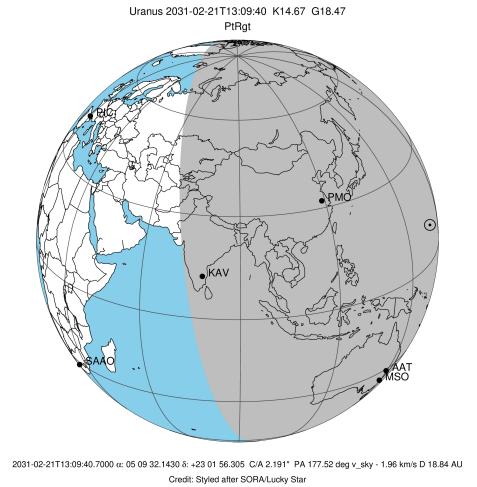 Uranus 2031-02-21T13:09:40 K14.67 G18.47
PtRgt
PIC
PMO
KAV
SAAO
AAT
MSO
2031-02-21T13:09:40.7000 α: 05 09 32.1430 δ: +23 01 56.305 C/A 2.191" PA 177.52 deg v_sky - 1.96 km/s D 18.84 AU
Credit: Styled after SORA/Lucky Star